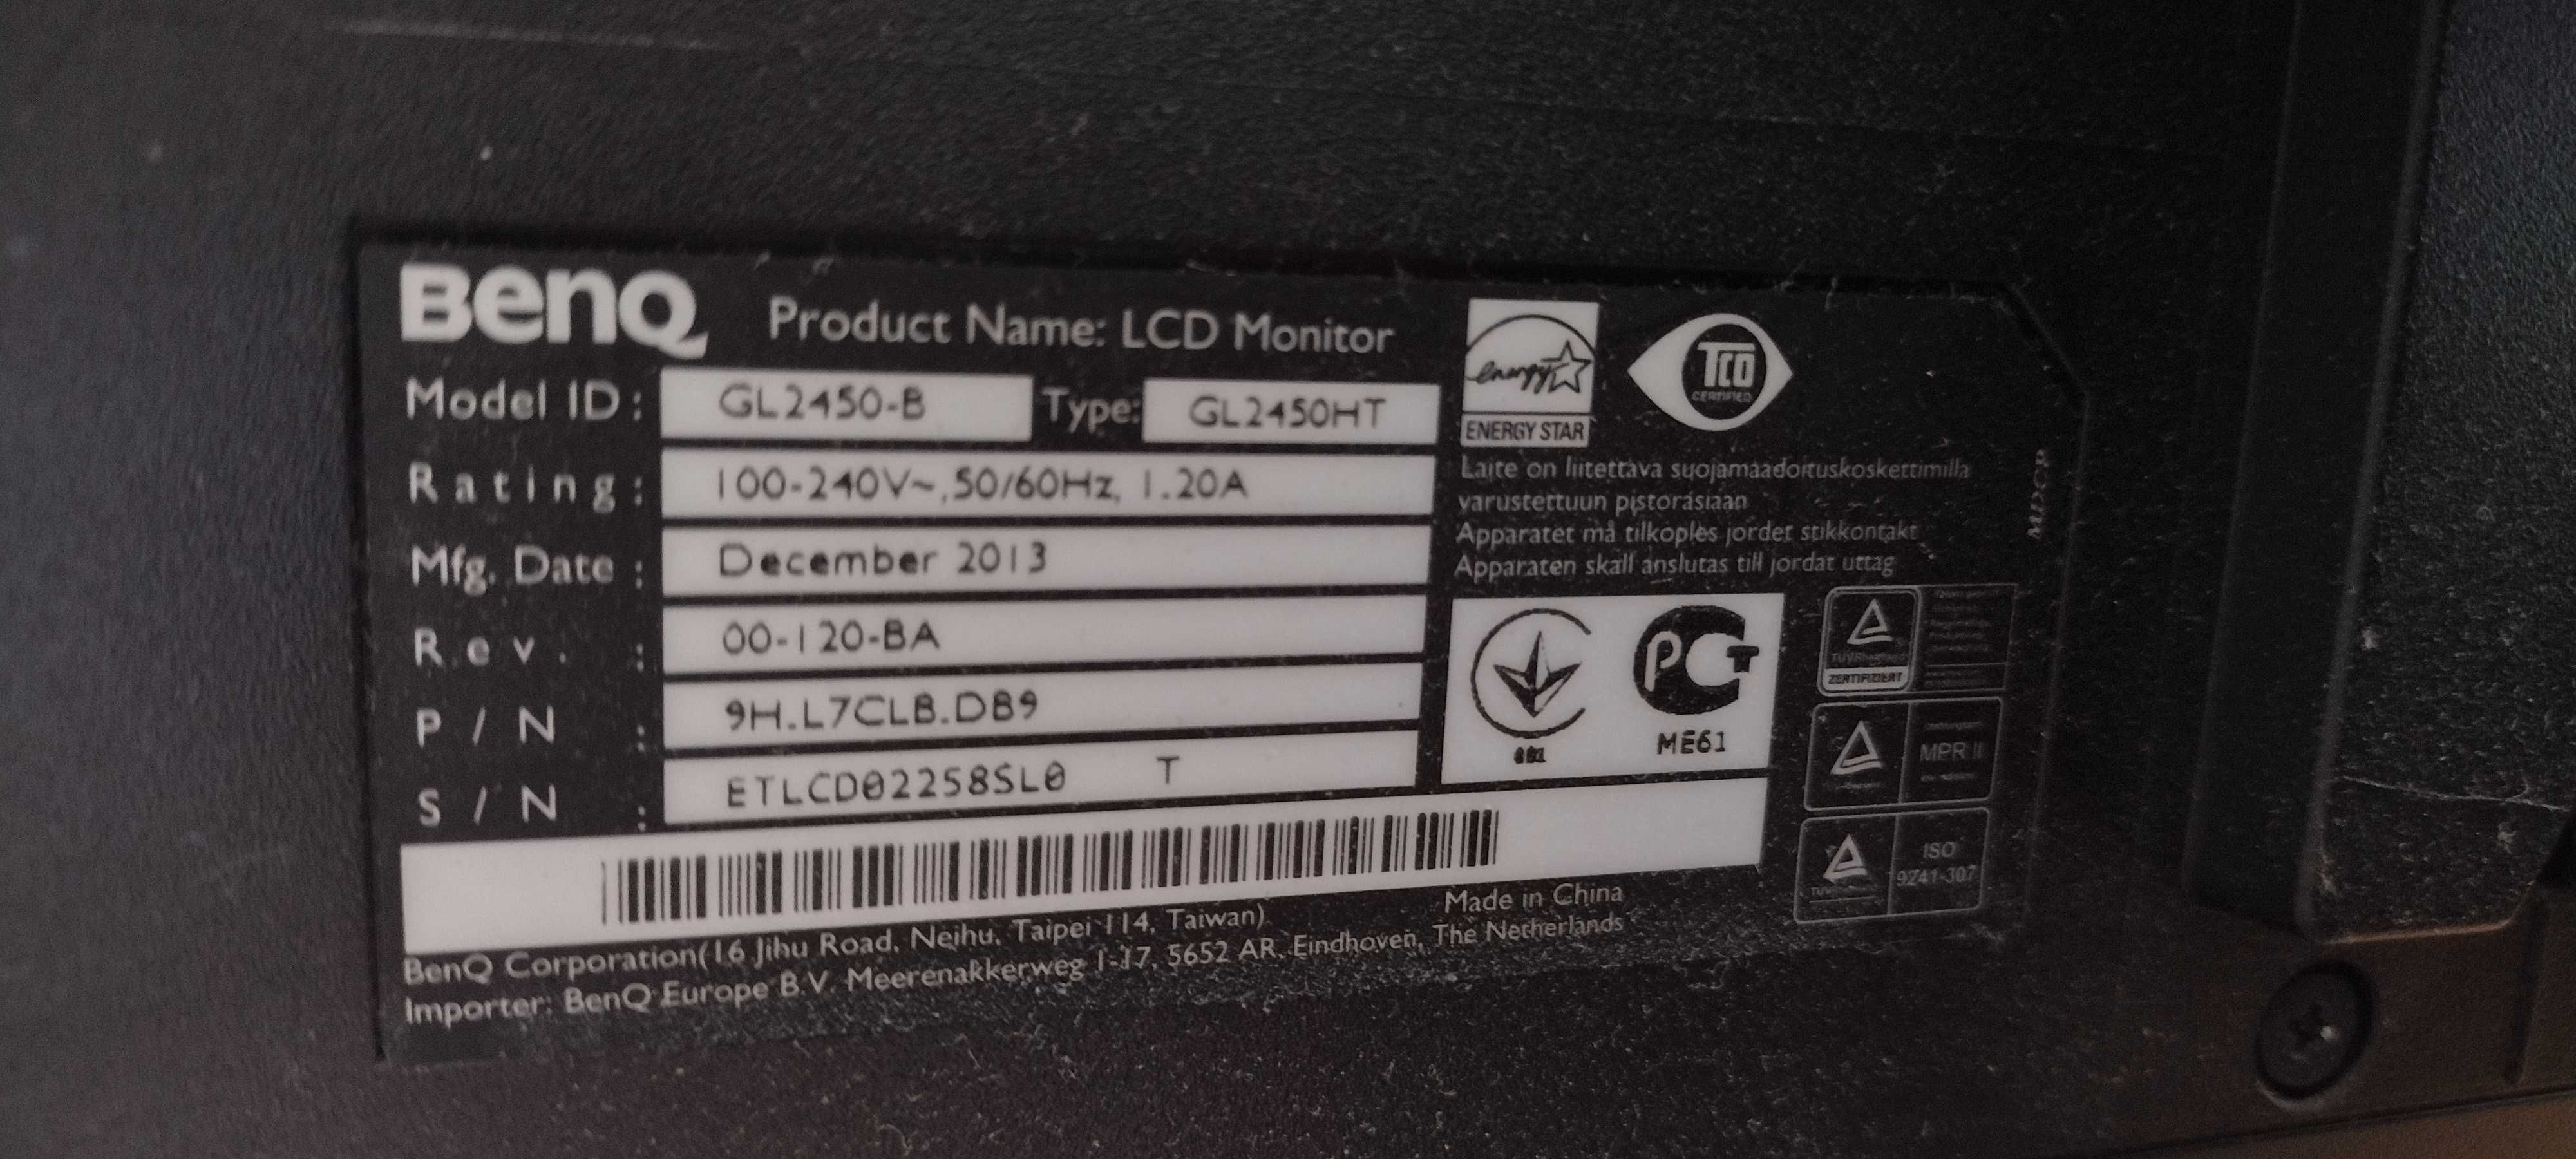 BenQ Product Name: LCD Monitor
Model ID: GL2450-B Type: GL2450HT
Rating: 100-240V~, 50/60Hz, 1.20A
Mfg. Date: December 2013
Rev. : 00-120-BA
P/N : 9H.L7CLB.DB9
S/N : ETLCD02258SL0 T
energy
ENERGY STAR
TCO
CERTIFIED
Laite on liitettävä suojamaadoituskoskettimilla
varustettuun pistorasiaan
Apparatet må tilkoples jordet stikkontakt
Apparaten skall anslutas till jordat uttag
PCT
ME61
TÜVRheinland
ZERTIFIZIERT
MPR II
ISO
9241-307
Made in China
BenQ Corporation(16 Jihu Road, Neihu, Taipei 114, Taiwan)
Importer: BenQ Europe B.V. Meerenakkerweg 1-17, 5652 AR. Eindhoven, The Netherlands